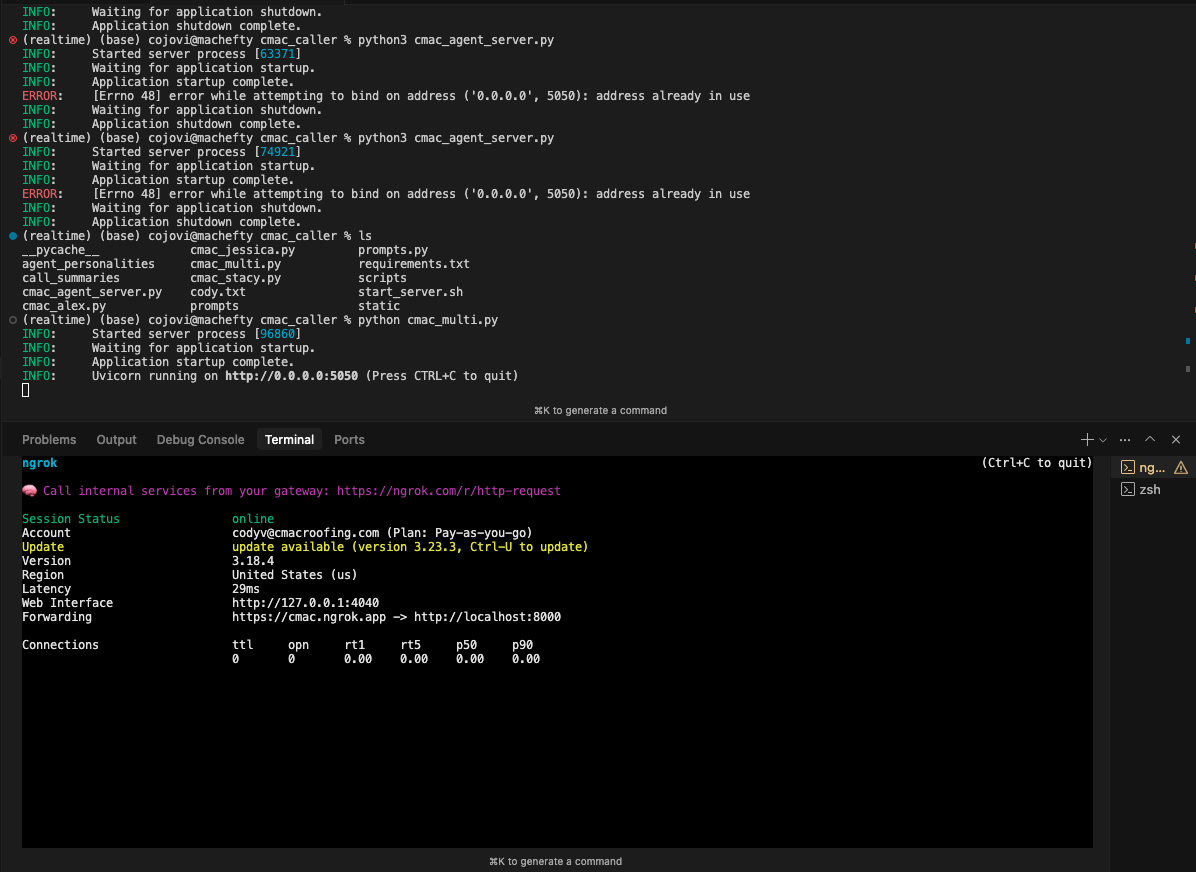 INFO:     Waiting for application shutdown.
INFO:     Application shutdown complete.
(realtime) (base) cojovi@machefty cmac_caller % python3 cmac_agent_server.py
INFO:     Started server process [63371]
INFO:     Waiting for application startup.
INFO:     Application startup complete.
ERROR:    [Errno 48] error while attempting to bind on address ('0.0.0.0', 5050): address already in use
INFO:     Waiting for application shutdown.
INFO:     Application shutdown complete.
(realtime) (base) cojovi@machefty cmac_caller % python3 cmac_agent_server.py
INFO:     Started server process [74921]
INFO:     Waiting for application startup.
INFO:     Application startup complete.
ERROR:    [Errno 48] error while attempting to bind on address ('0.0.0.0', 5050): address already in use
INFO:     Waiting for application shutdown.
INFO:     Application shutdown complete.
(realtime) (base) cojovi@machefty cmac_caller % ls
__pycache__             cmac_jessica.py         prompts.py
agent_personalities     cmac_multi.py           requirements.txt
call_summaries          cmac_stacy.py           scripts
cmac_agent_server.py    cody.txt                start_server.sh
cmac_alex.py            prompts                 static
(realtime) (base) cojovi@machefty cmac_caller % python cmac_multi.py
INFO:     Started server process [96860]
INFO:     Waiting for application startup.
INFO:     Application startup complete.
INFO:     Uvicorn running on http://0.0.0.0:5050 (Press CTRL+C to quit)
⌘K to generate a command
Problems Output Debug Console Terminal Ports
ngrok (Ctrl+C to quit)
ng...
🧠 Call internal services from your gateway: https://ngrok.com/r/http-request
zsh
Session Status                online
Account                       codyv@cmacroofing.com (Plan: Pay-as-you-go)
Update                        update available (version 3.23.3, Ctrl-U to update)
Version                       3.18.4
Region                        United States (us)
Latency                       29ms
Web Interface                 http://127.0.0.1:4040
Forwarding                    https://cmac.ngrok.app -> http://localhost:8000
Connections                   ttl     opn     rt1     rt5     p50     p90
0       0       0.00    0.00    0.00    0.00
⌘K to generate a command